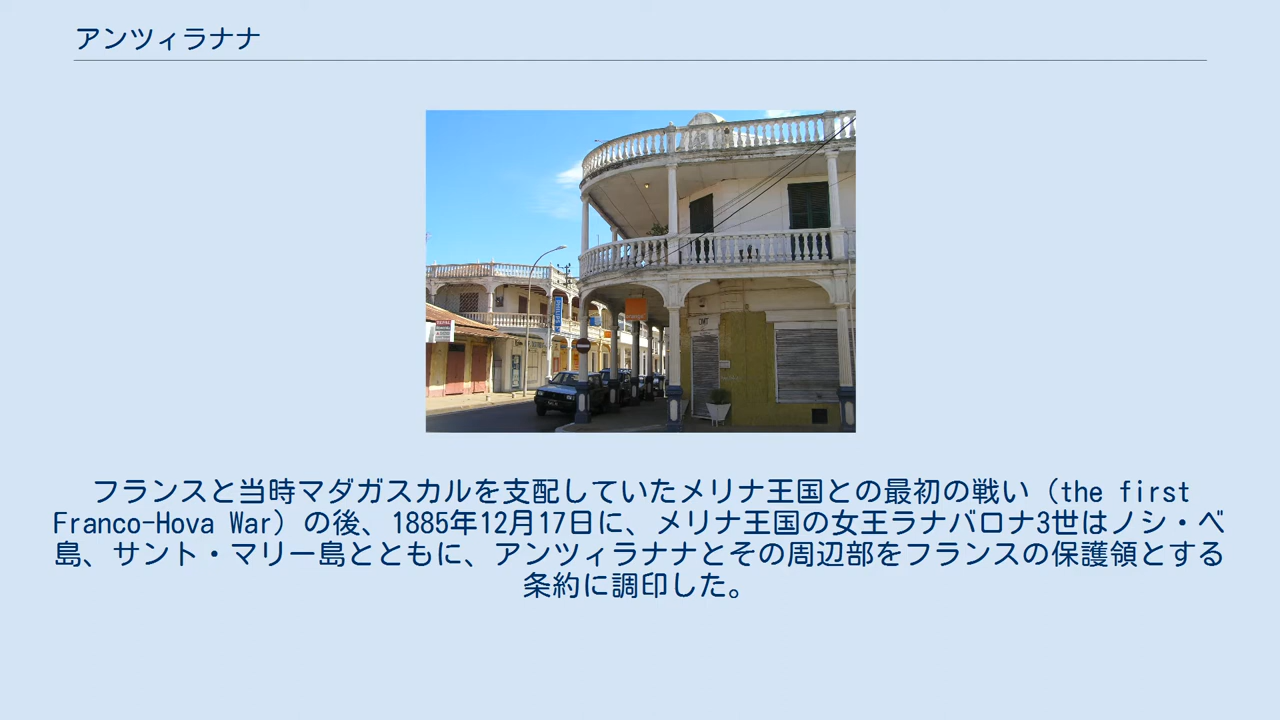 アンツィラナナ
フランスと当時マダガスカルを支配していたメリナ王国との最初の戦い（the first
Franco-Hova War）の後、1885年12月17日に、メリナ王国の女王ラナバロナ3世はノシ・ベ
島、サント・マリー島とともに、アンツィラナナとその周辺部をフランスの保護領とする
条約に調印した。